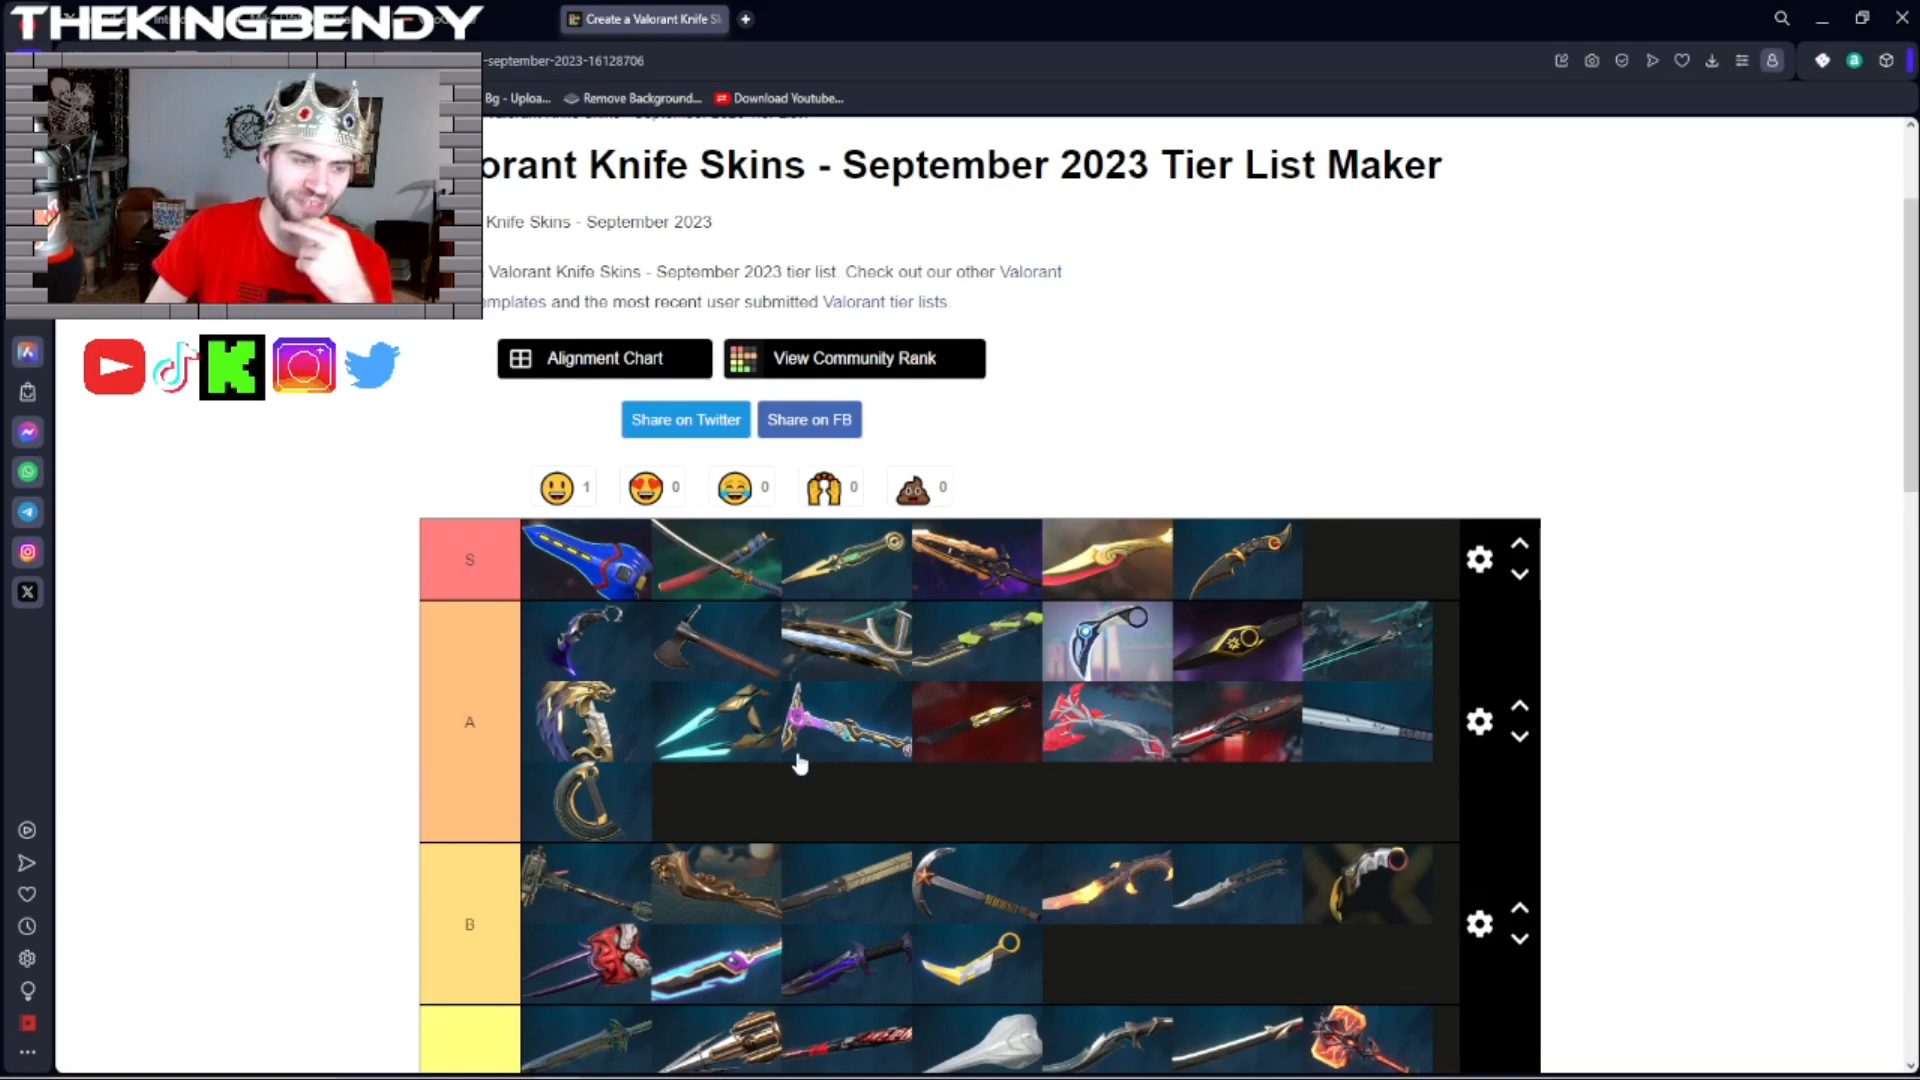 THEKINGBENDY
Create a Valorant Knife Sk
-september-2023-16128706
Bg - Uploa...
Remove Background...
Download Youtube...
orant Knife Skins - September 2023 Tier List Maker
Knife Skins - September 2023
Valorant Knife Skins - September 2023 tier list. Check out our other Valorant
emplates and the most recent user submitted Valorant tier lists.
Alignment Chart
View Community Rank
Share on Twitter
Share on FB
1
0
0
0
0
S
A
B